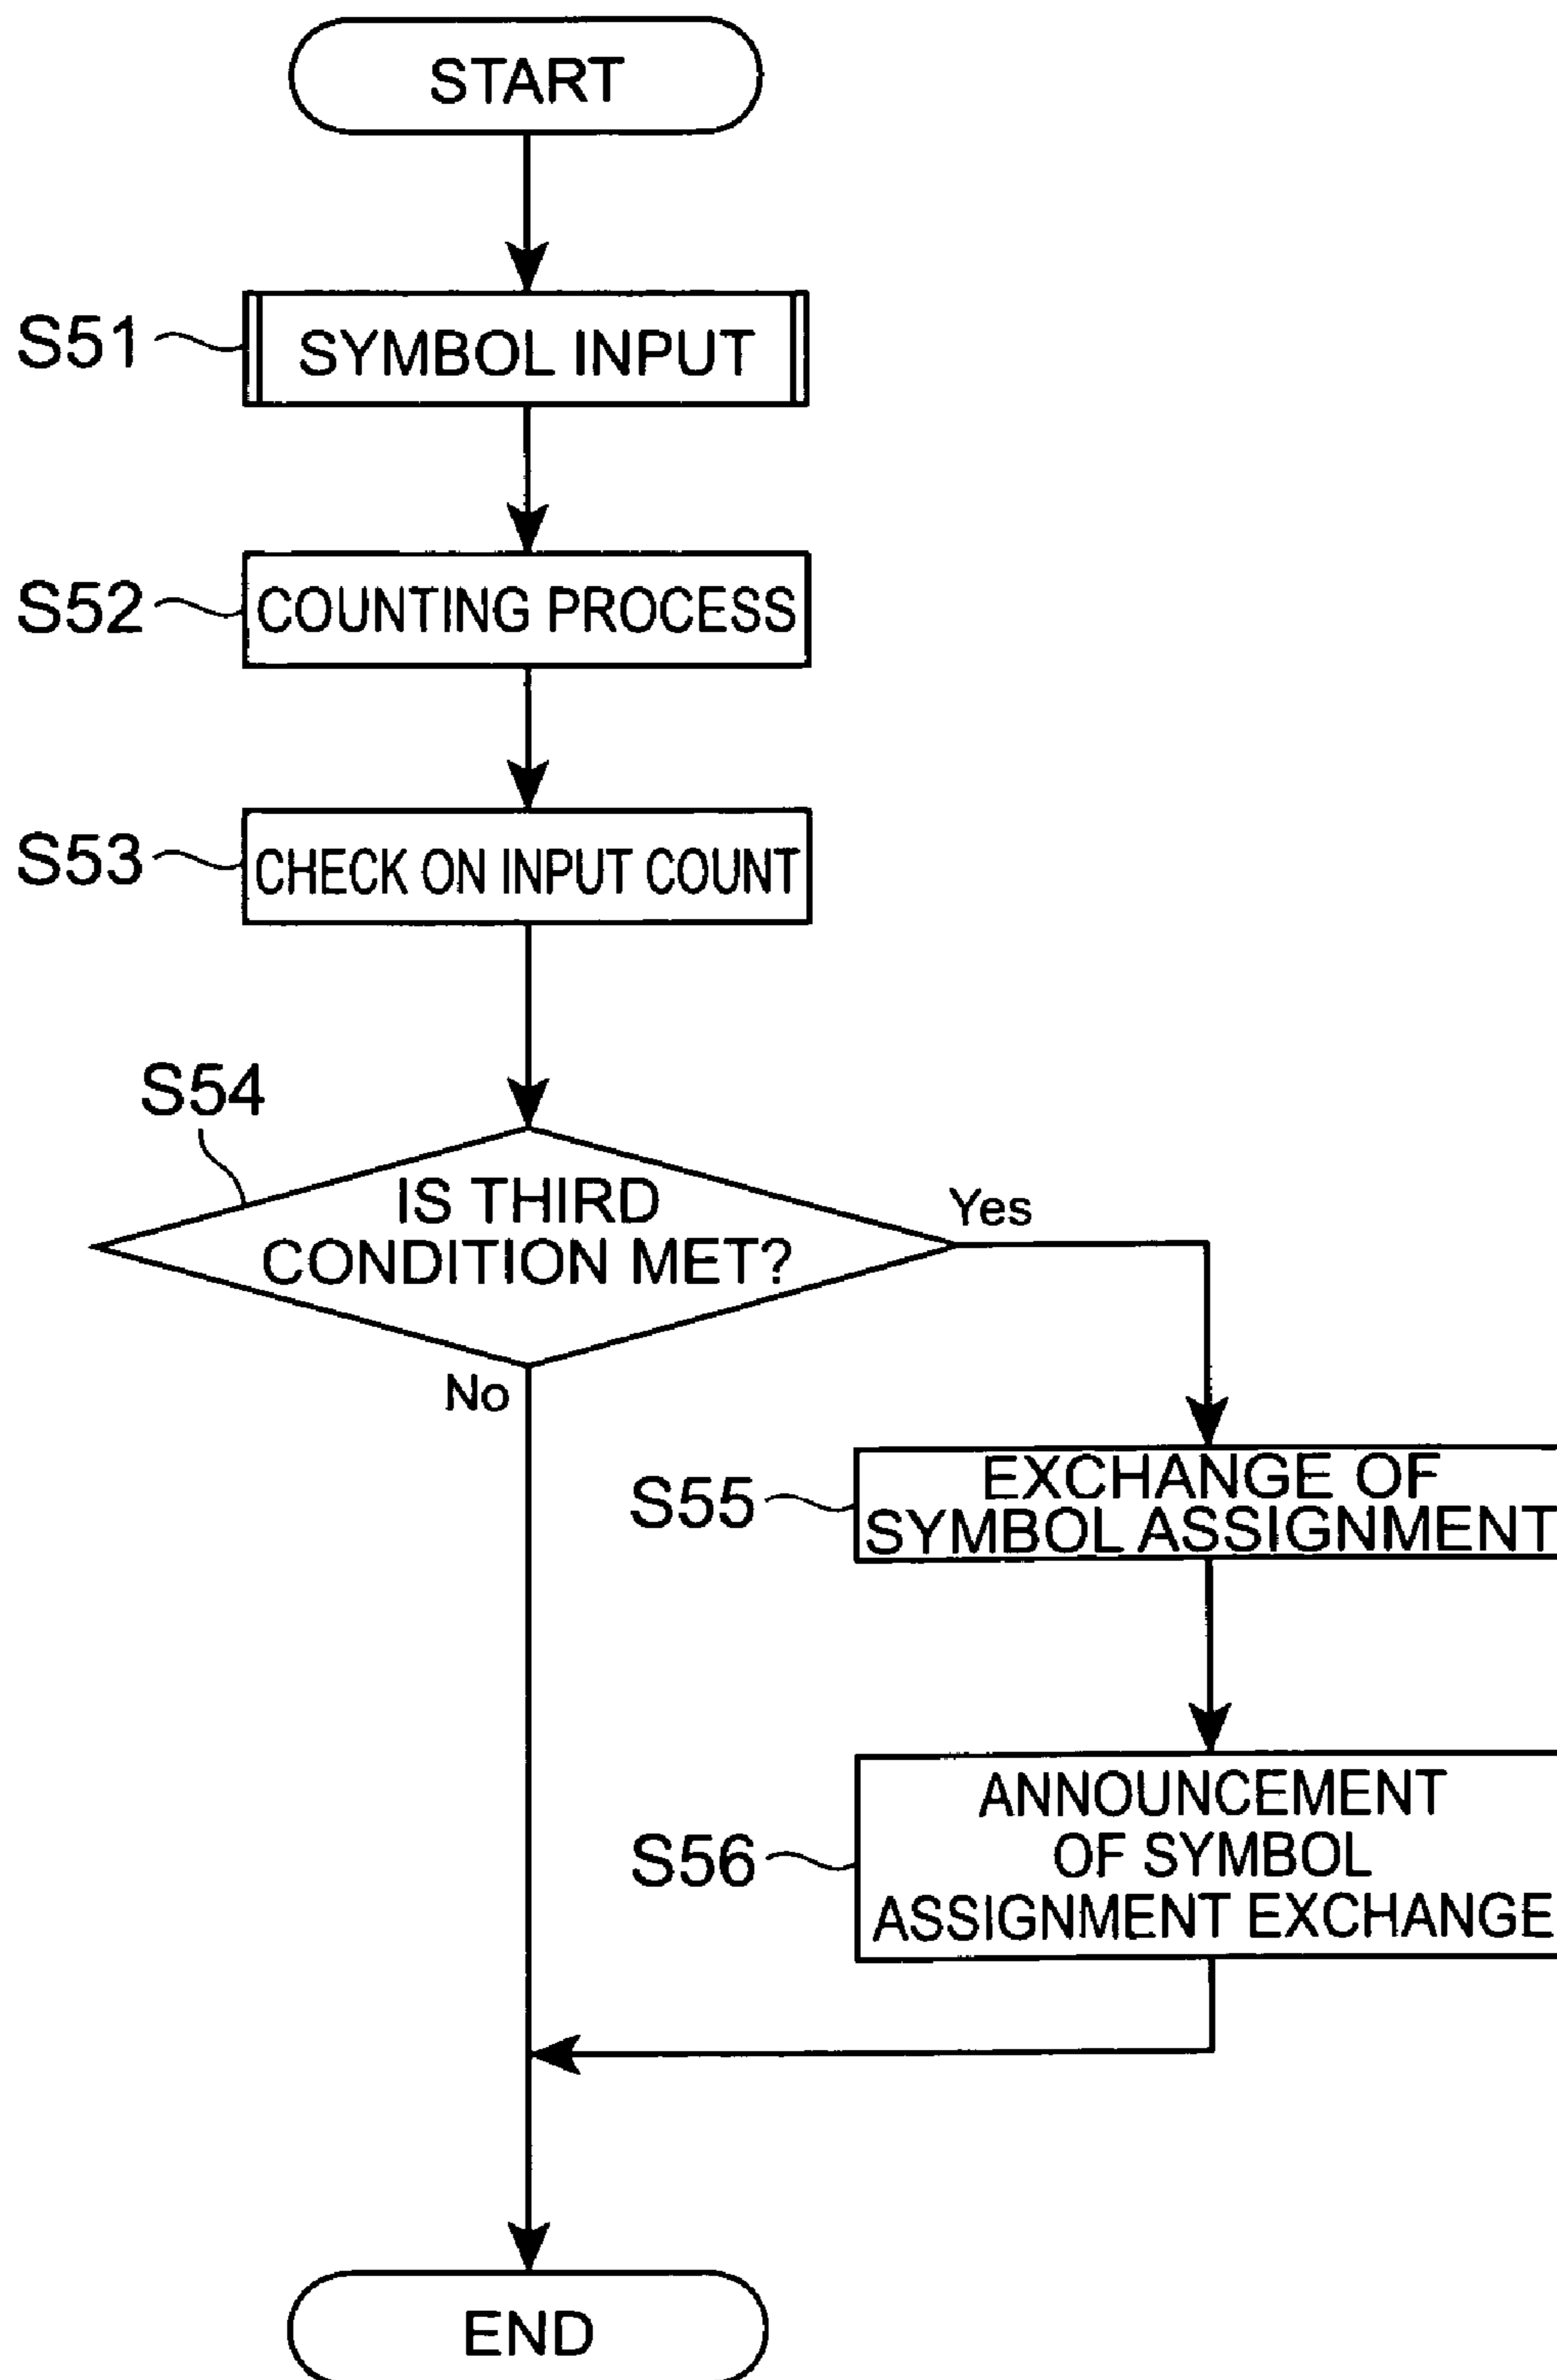 START
S51
SYMBOL INPUT
S52
COUNTING PROCESS
S53
CHECK ON INPUT COUNT
S54
IS THIRD
CONDITION MET?
Yes
No
S55
EXCHANGE OF
SYMBOL ASSIGNMENT
S56
ANNOUNCEMENT
OF SYMBOL
ASSIGNMENT EXCHANGE
END